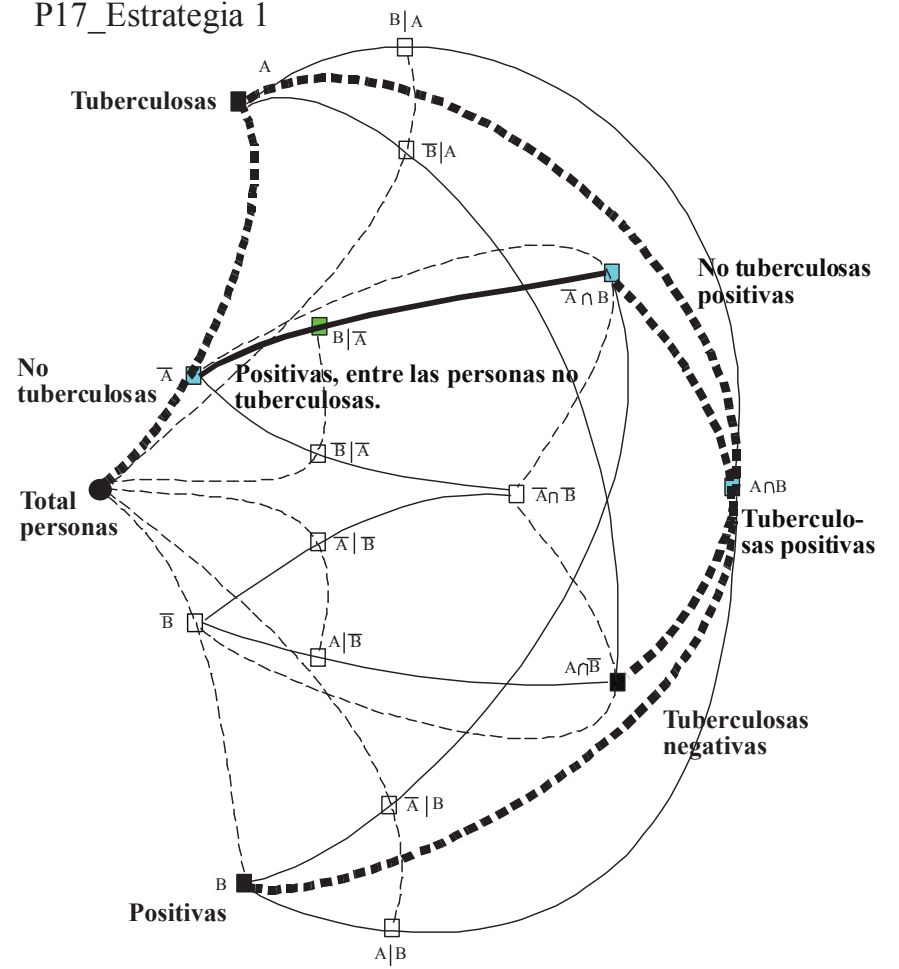 P17_Estrategia 1
B|A
A
Tuberculosas
B̅|A
No tuberculosas
positivas
A̅∩B
B|A̅
No
tuberculosas
A̅
Positivas, entre las personas no
tuberculosas.
B̅|A̅
Total
personas
A̅∩B̅
A∩B
Tuberculo-
sas positivas
A̅|B̅
B̅
A|B̅
A∩B̅
Tuberculosas
negativas
A̅|B
B
Positivas
A|B